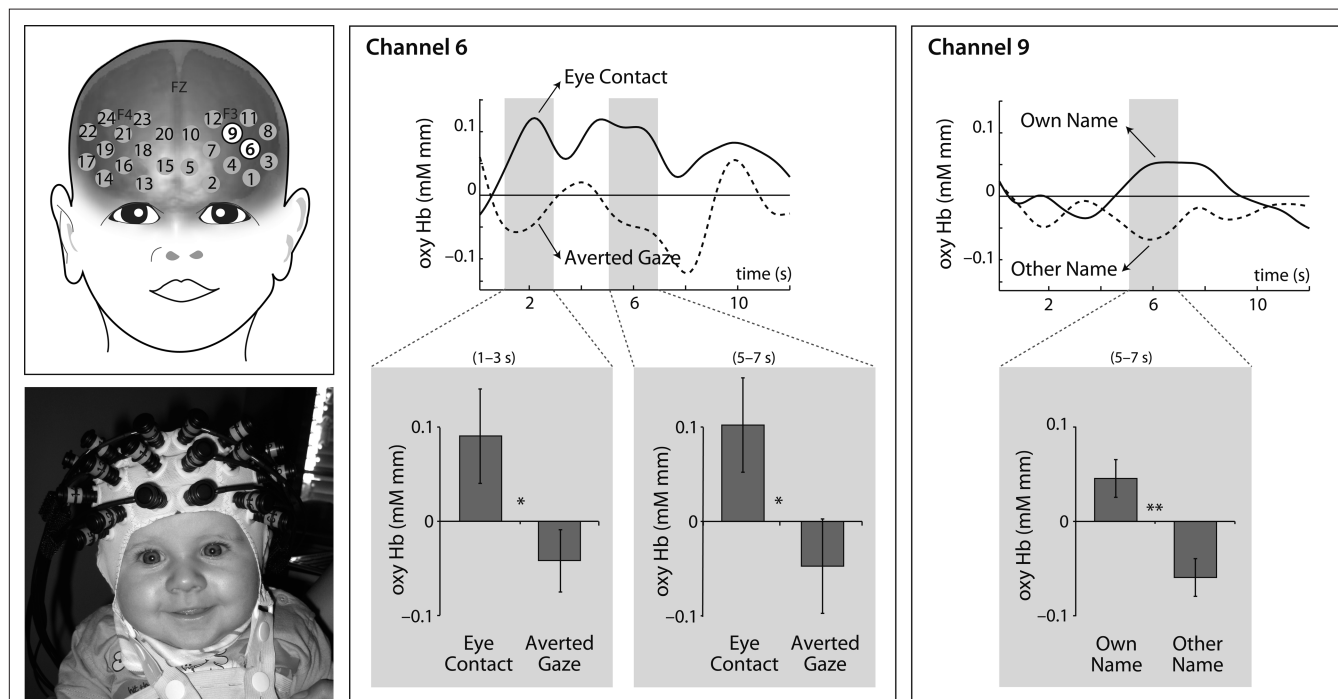 FZ
24 F4 23 12 F3 11
22 21 20 10 9 8
19 18 7 6
17 16 15 5 4 3
14 13 2 1
Channel 6
Eye Contact
oxy Hb (mM mm)
0.1
0
−0.1
Averted Gaze
time (s)
2 6 10
(1–3 s)
oxy Hb (mM mm)
0.1
0
−0.1
*
Eye Averted
Contact Gaze
(5–7 s)
oxy Hb (mM mm)
0.1
0
−0.1
*
Eye Averted
Contact Gaze
Channel 9
Own Name
oxy Hb (mM mm)
0.1
0
−0.1
Other Name
time (s)
2 6 10
(5–7 s)
oxy Hb (mM mm)
0.1
0
−0.1
**
Own Other
Name Name